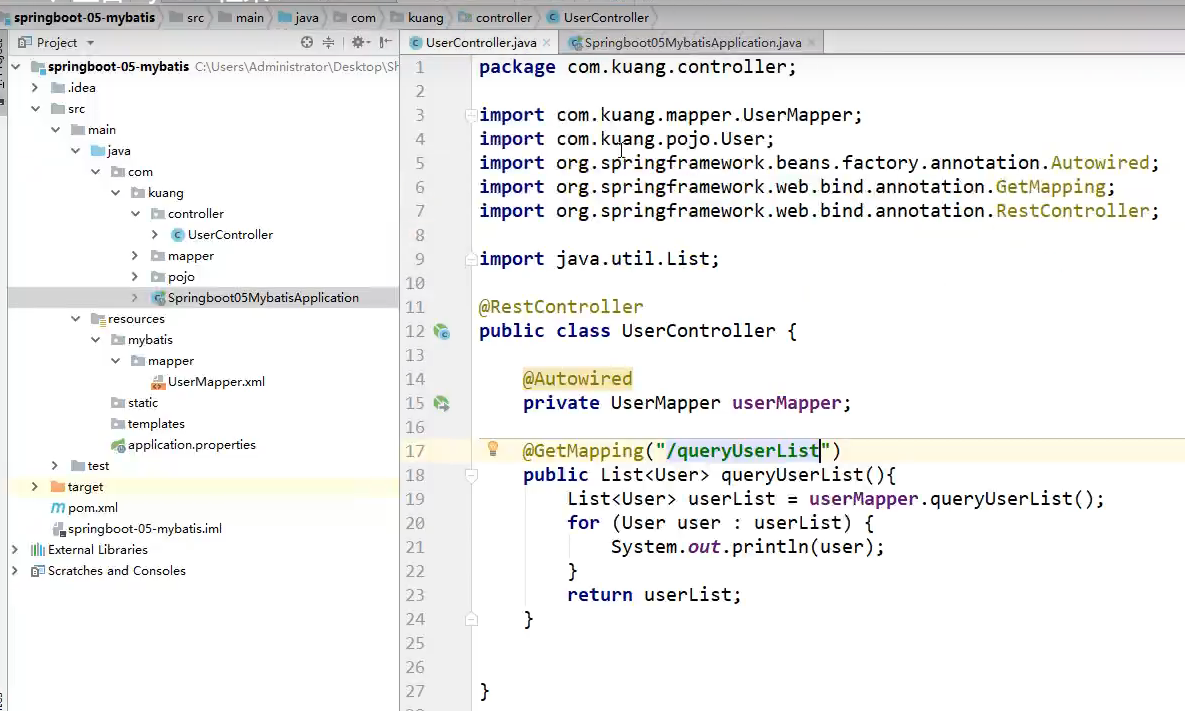 springboot-05-mybatis src main java com kuang controller UserController
Project
UserController.java Springboot05MybatisApplication.java
springboot-05-mybatis C:\Users\Administrator\Desktop\Sh
.idea
src
main
java
com
kuang
controller
UserController
mapper
pojo
Springboot05MybatisApplication
resources
mybatis
mapper
UserMapper.xml
static
templates
application.properties
test
target
pom.xml
springboot-05-mybatis.iml
External Libraries
Scratches and Consoles
1 package com.kuang.controller;
2
3 import com.kuang.mapper.UserMapper;
4 import com.kuang.pojo.User;
5 import org.springframework.beans.factory.annotation.Autowired;
6 import org.springframework.web.bind.annotation.GetMapping;
7 import org.springframework.web.bind.annotation.RestController;
8
9 import java.util.List;
10
11 @RestController
12 public class UserController {
13
14 @Autowired
15 private UserMapper userMapper;
16
17 @GetMapping("/queryUserList")
18 public List<User> queryUserList(){
19 List<User> userList = userMapper.queryUserList();
20 for (User user : userList) {
21 System.out.println(user);
22 }
23 return userList;
24 }
25
26
27 }